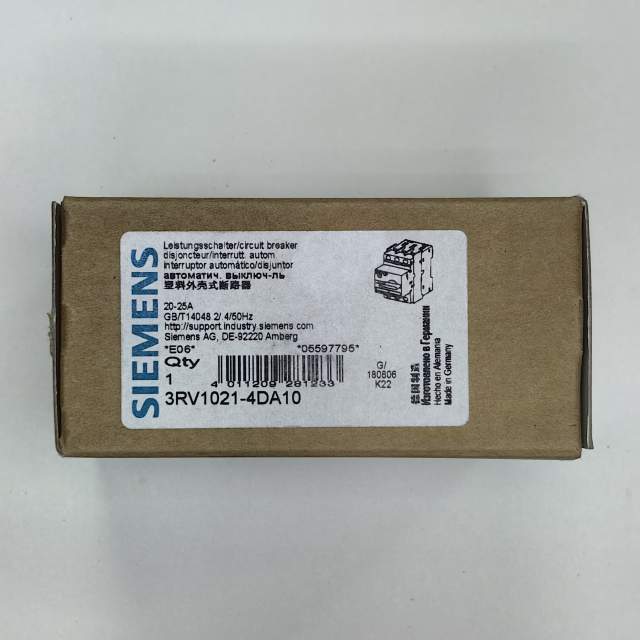 SIEMENS
Leistungsschalter/circuit breaker
disjoncteur/interrutt. autom
interruptor automático/disjuntor
автоматич. выключ-ль
塑料外壳式断路器
20-25A
GB/T14048 2/.4/50Hz
http://support.industry.siemens.com
Siemens AG, DE-92220 Amberg
*E06* *05597795*
Qty
1
4 011209 281233
3RV1021-4DA10
G/
180806
K22
德国制造
Изготовлено в Германии
Hecho en Alemania
Made in Germany